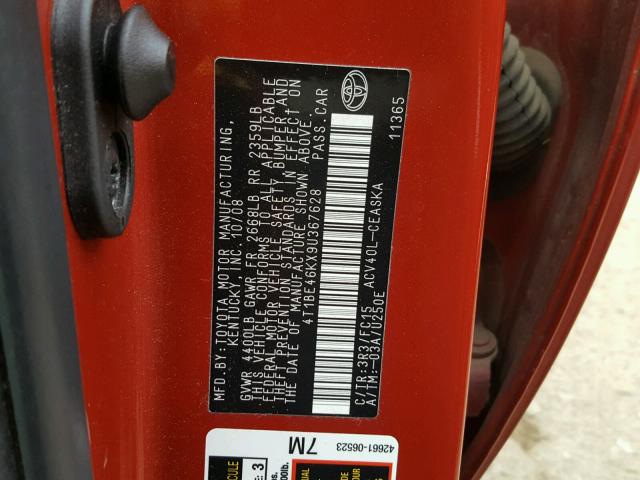 MFD.BY:TOYOTA MOTOR MANUFACTURING,
KENTUCKY, INC. 10/08
GVWR 4400LB GAWR FR 2668LB RR 2359LB
THIS VEHICLE CONFORMS TO ALL APPLICABLE
FEDERAL MOTOR VEHICLE SAFETY, BUMPER, AND
THEFT PREVENTION STANDARDS IN EFFECT ON
THE DATE OF MANUFACTURE SHOWN ABOVE.
4T1BE46KX9U367628 PASS.CAR
C/TR:3R3/FC15 ACV40L-CEASKA
A/TM:-03A/U250E 11365
42661-06523
7M